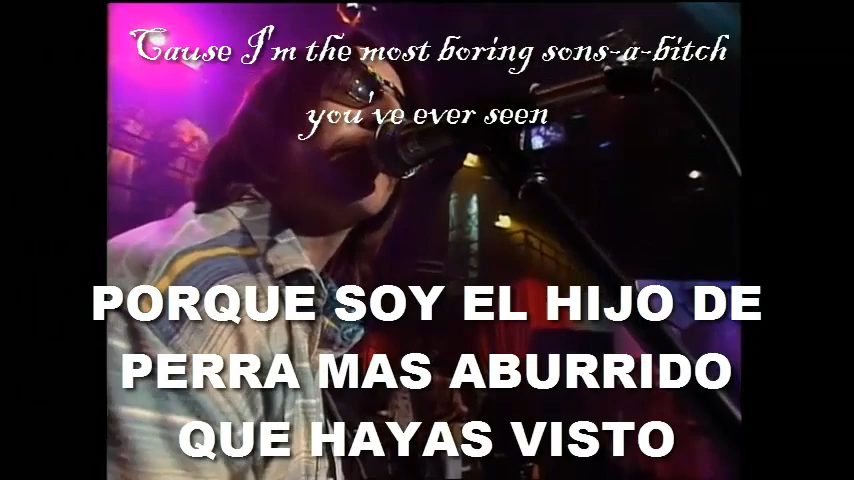 'Cause I'm the most boring sons-a-bitch
you've ever seen
PORQUE SOY EL HIJO DE
PERRA MAS ABURRIDO
QUE HAYAS VISTO